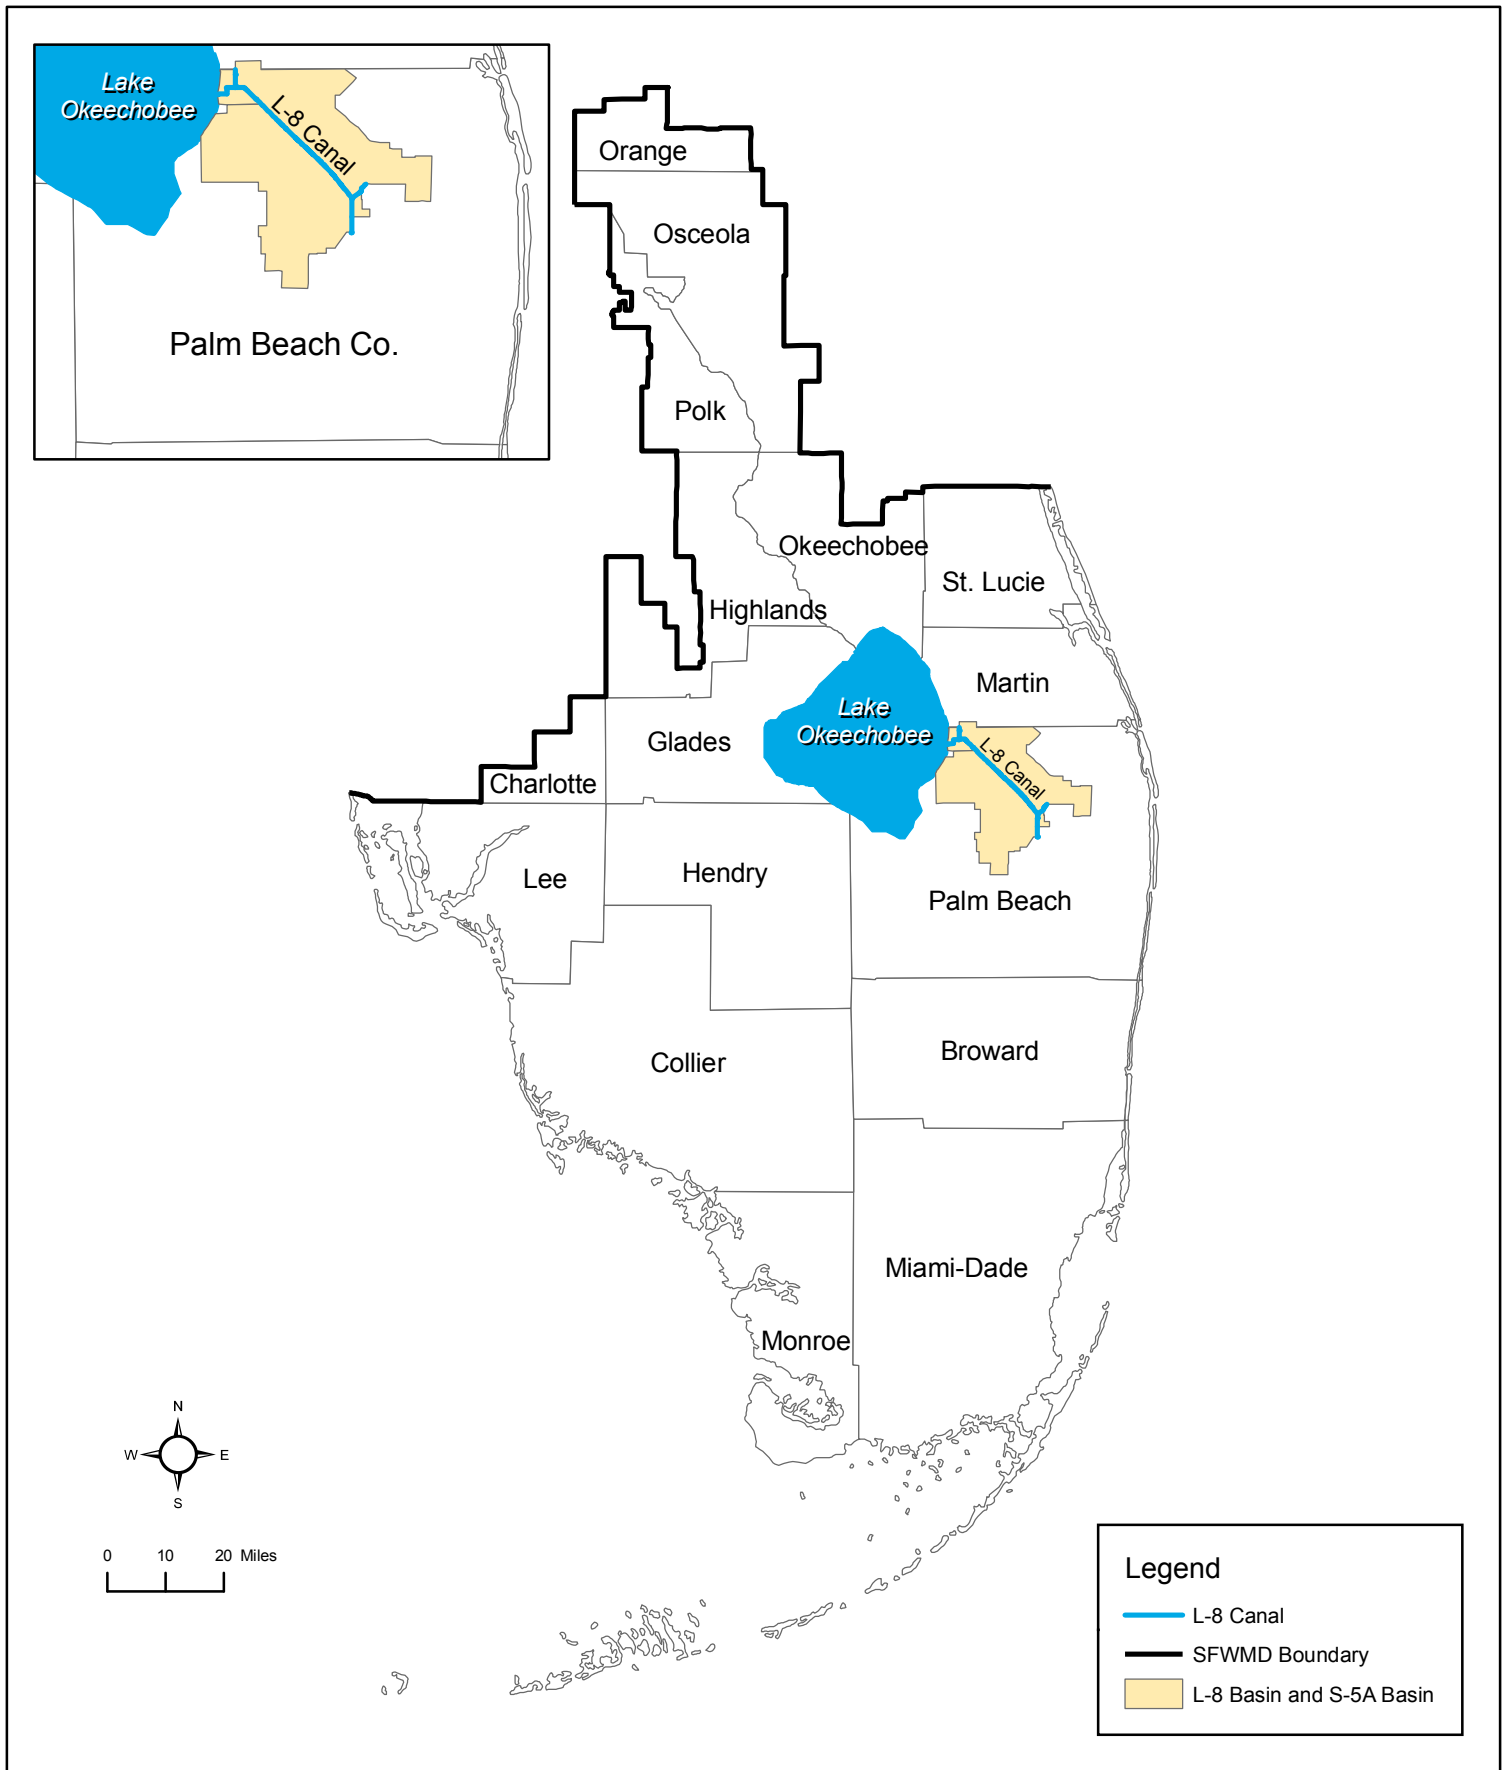 Lake
Okeechobee
L-8 Canal
Palm Beach Co.
Orange
Osceola
Polk
Okeechobee
St. Lucie
Highlands
Martin
Lake
Okeechobee
Glades
L-8 Canal
Charlotte
Lee
Hendry
Palm Beach
Collier
Broward
Miami-Dade
Monroe
N
W E
S
0 10 20 Miles
Legend
L-8 Canal
SFWMD Boundary
L-8 Basin and S-5A Basin